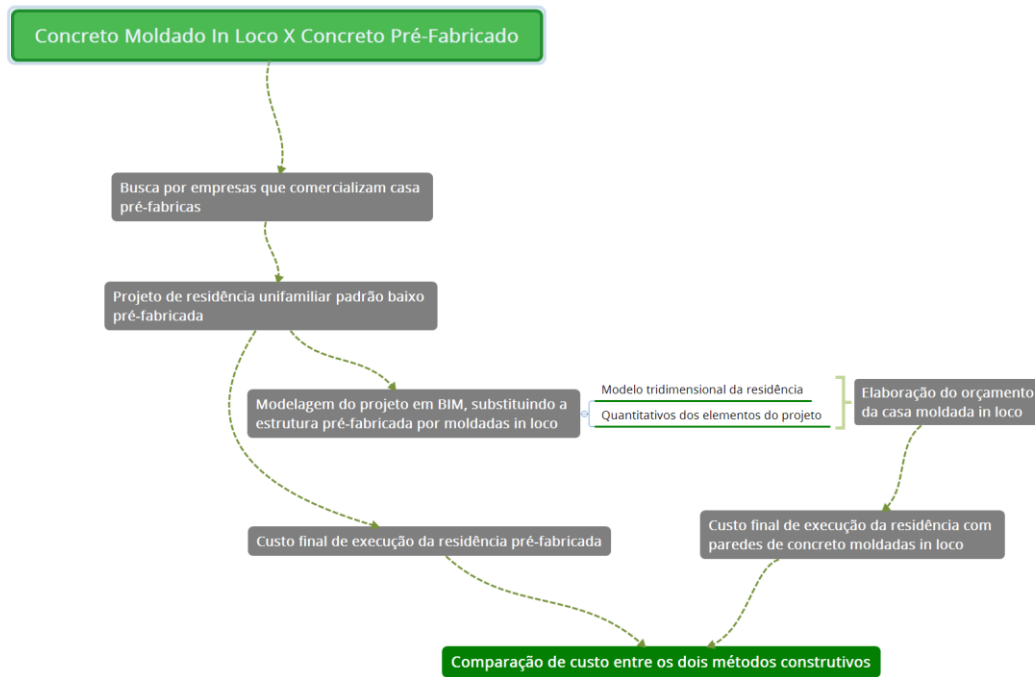 Concreto Moldado In Loco X Concreto Pré-Fabricado
Busca por empresas que comercializam casa
pré-fabricas
Projeto de residência unifamiliar padrão baixo
pré-fabricada
Modelagem do projeto em BIM, substituindo a
estrutura pré-fabricada por moldadas in loco
Modelo tridimensional da residência
Quantitativos dos elementos do projeto
Elaboração do orçamento
da casa moldada in loco
Custo final de execução da residência pré-fabricada
Custo final de execução da residência com
paredes de concreto moldadas in loco
Comparação de custo entre os dois métodos construtivos